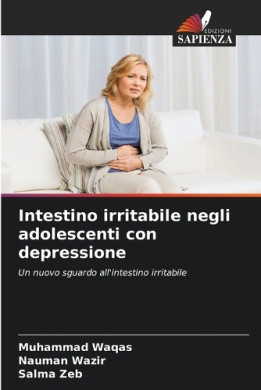 EDIZIONI
SAPIENZA
Intestino irritabile negli
adolescenti con
depressione
Un nuovo sguardo all'intestino irritabile
Muhammad Waqas
Nauman Wazir
Salma Zeb